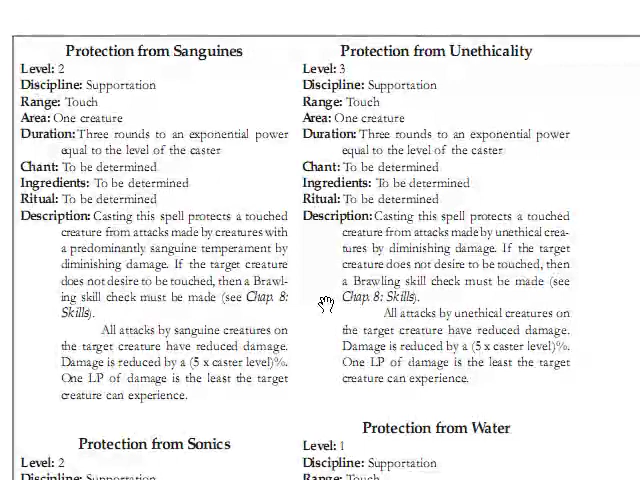 Protection from Sanguines
Level: 2
Discipline: Supportation
Range: Touch
Area: One creature
Duration: Three rounds to an exponential power
equal to the level of the caster
Chant: To be determined
Ingredients: To be determined
Ritual: To be determined
Description: Casting this spell protects a touched
creature from attacks made by creatures with
a predominantly sanguine temperament by
diminishing damage. If the target creature
does not desire to be touched, then a Brawl-
ing skill check must be made (see Chap. 8:
Skills).
All attacks by sanguine creatures on
the target creature have reduced damage.
Damage is reduced by a (5 x caster level)%.
One LP of damage is the least the target
creature can experience.
Protection from Sonics
Level: 2
Discipline: Supportation
Protection from Unethicality
Level: 3
Discipline: Supportation
Range: Touch
Area: One creature
Duration: Three rounds to an exponential power
equal to the level of the caster
Chant: To be determined
Ingredients: To be determined
Ritual: To be determined
Description: Casting this spell protects a touched
creature from attacks made by unethical crea-
tures by diminishing damage. If the target
creature does not desire to be touched, then
a Brawling skill check must be made (see
Chap. 8: Skills).
All attacks by unethical creatures on
the target creature have reduced damage.
Damage is reduced by a (5 x caster level)%.
One LP of damage is the least the target
creature can experience.
Protection from Water
Level: 1
Discipline: Supportation
Range: Touch